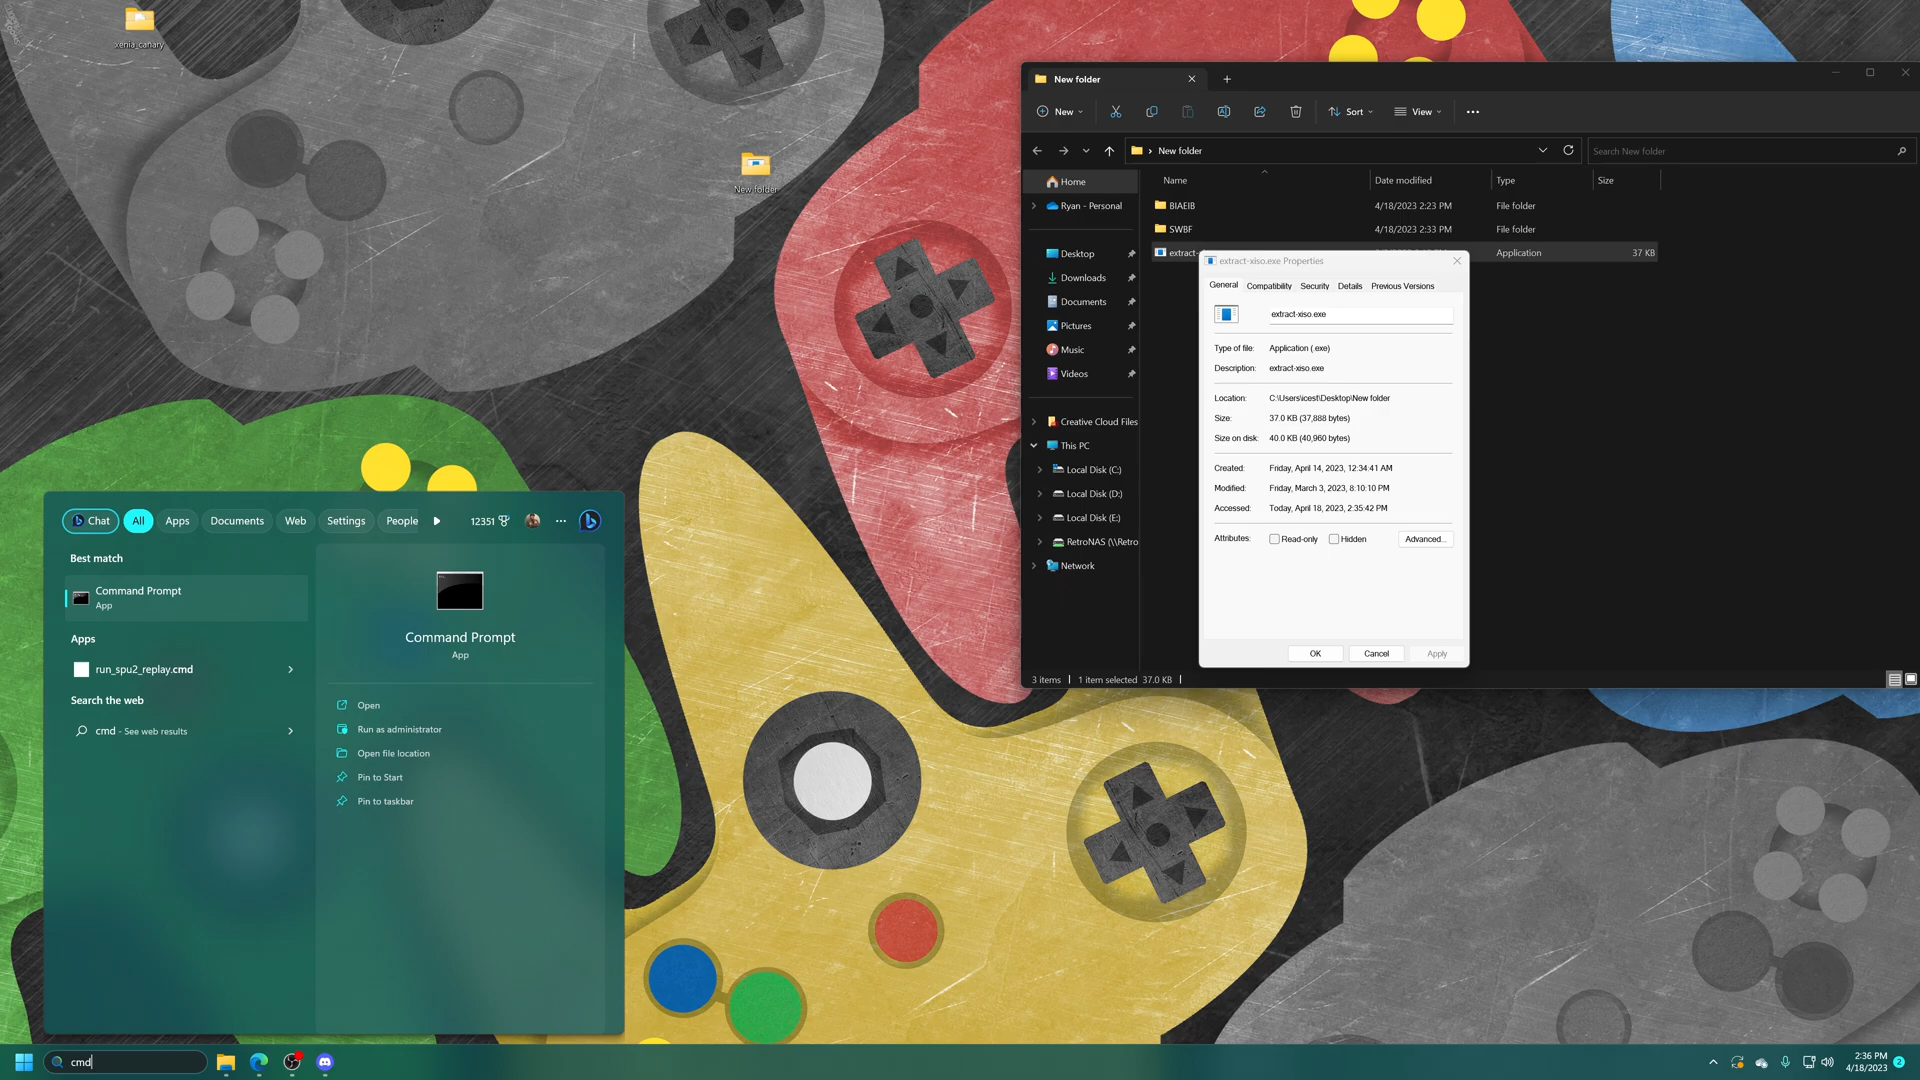 xenia_canary
New folder
New folder
New
Sort
View
New folder
Search New folder
Home
Ryan - Personal
Desktop
Downloads
Documents
Pictures
Music
Videos
Creative Cloud Files
This PC
Local Disk (C:)
Local Disk (D:)
Local Disk (E:)
RetroNAS (\\Retro
Network
Name
Date modified
Type
Size
BIAEIB
4/18/2023 2:23 PM
File folder
SWBF
4/18/2023 2:33 PM
File folder
extract-
Application
37 KB
3 items
1 item selected 37.0 KB
extract-xiso.exe Properties
General
Compatibility
Security
Details
Previous Versions
extract-xiso.exe
Type of file: Application (.exe)
Description: extract-xiso.exe
Location: C:\Users\icest\Desktop\New folder
Size: 37.0 KB (37,888 bytes)
Size on disk: 40.0 KB (40,960 bytes)
Created: Friday, April 14, 2023, 12:34:41 AM
Modified: Friday, March 3, 2023, 8:10:10 PM
Accessed: Today, April 18, 2023, 2:35:42 PM
Attributes: Read-only Hidden Advanced...
OK
Cancel
Apply
Chat
All
Apps
Documents
Web
Settings
People
12351
Best match
Command Prompt
App
Apps
run_spu2_replay.cmd
Search the web
cmd - See web results
Command Prompt
App
Open
Run as administrator
Open file location
Pin to Start
Pin to taskbar
cmd
2:36 PM
4/18/2023
2